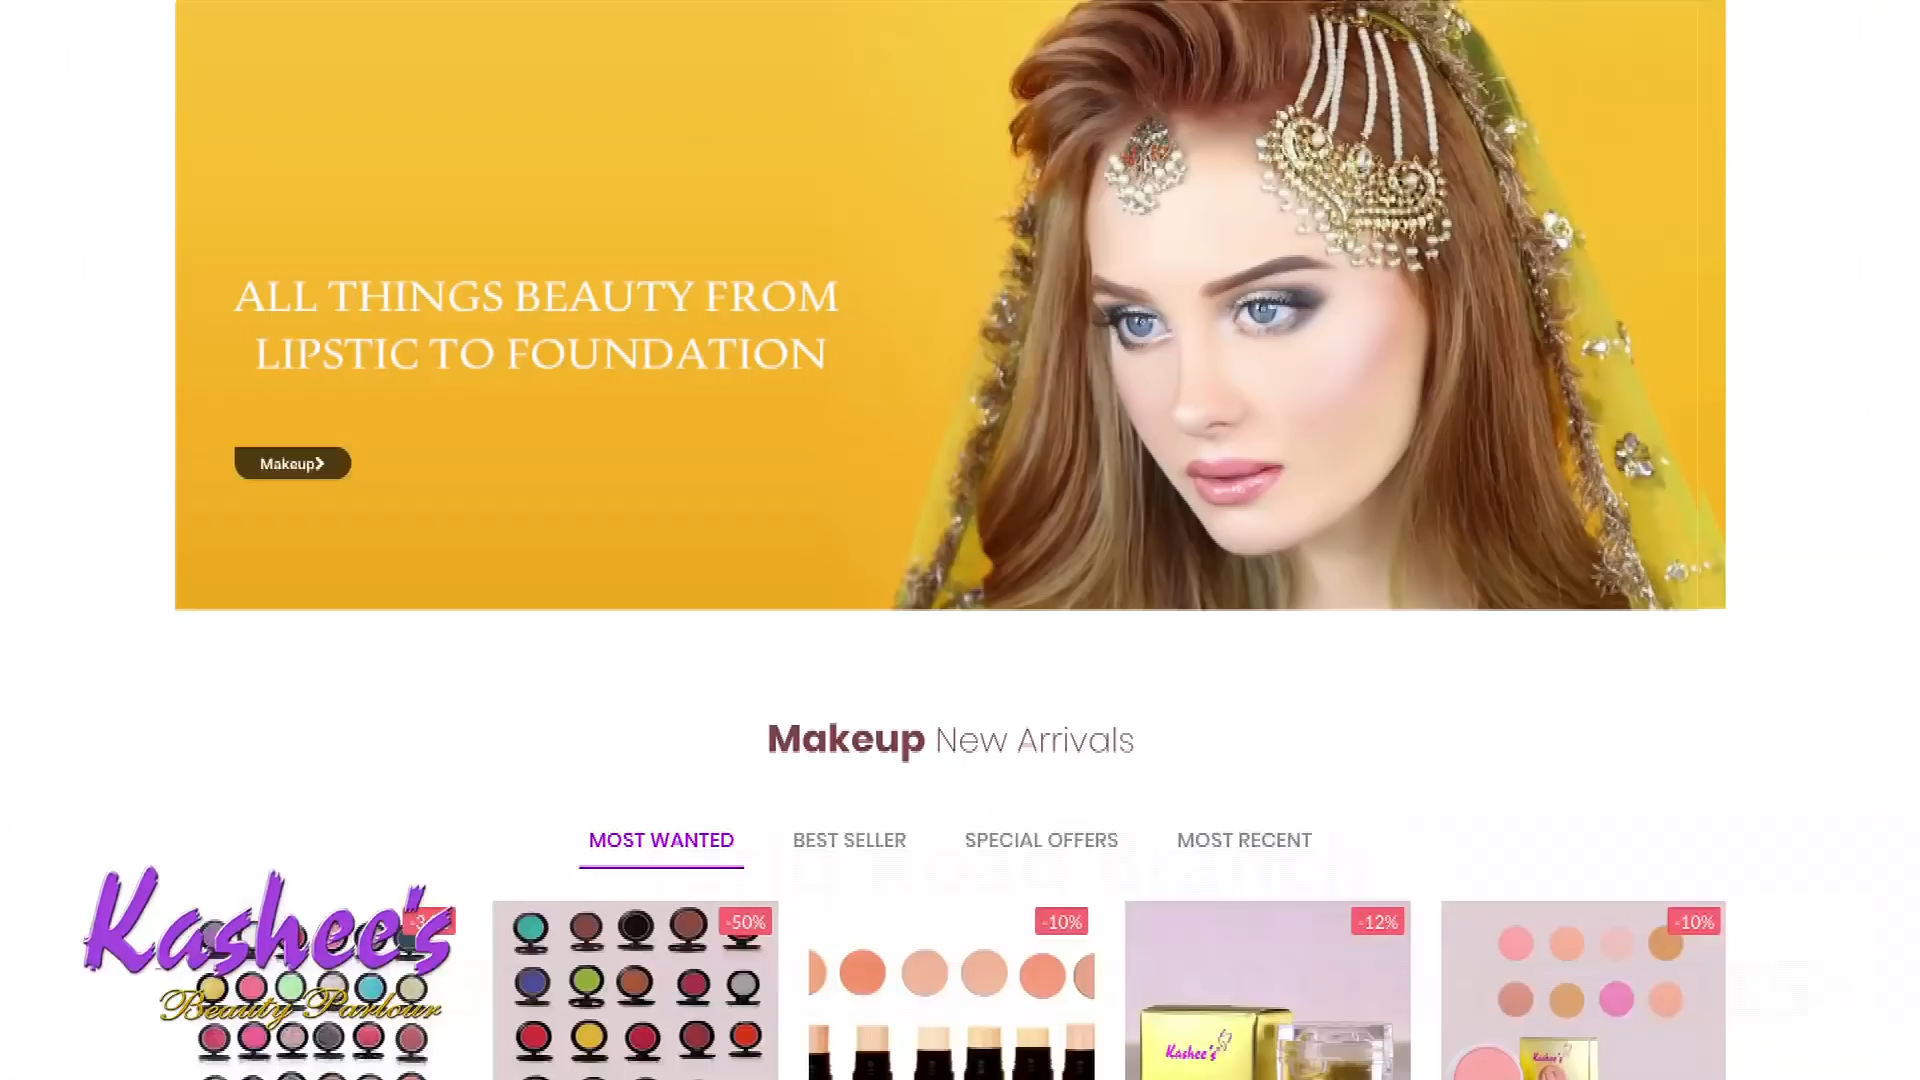 ALL THINGS BEAUTY FROM
LIPSTIC TO FOUNDATION
Makeup
Makeup New Arrivals
MOST WANTED
BEST SELLER
SPECIAL OFFERS
MOST RECENT
-50%
-10%
-12%
-10%
Kashee's
Beauty Parlour
Kashee's
Kashee's